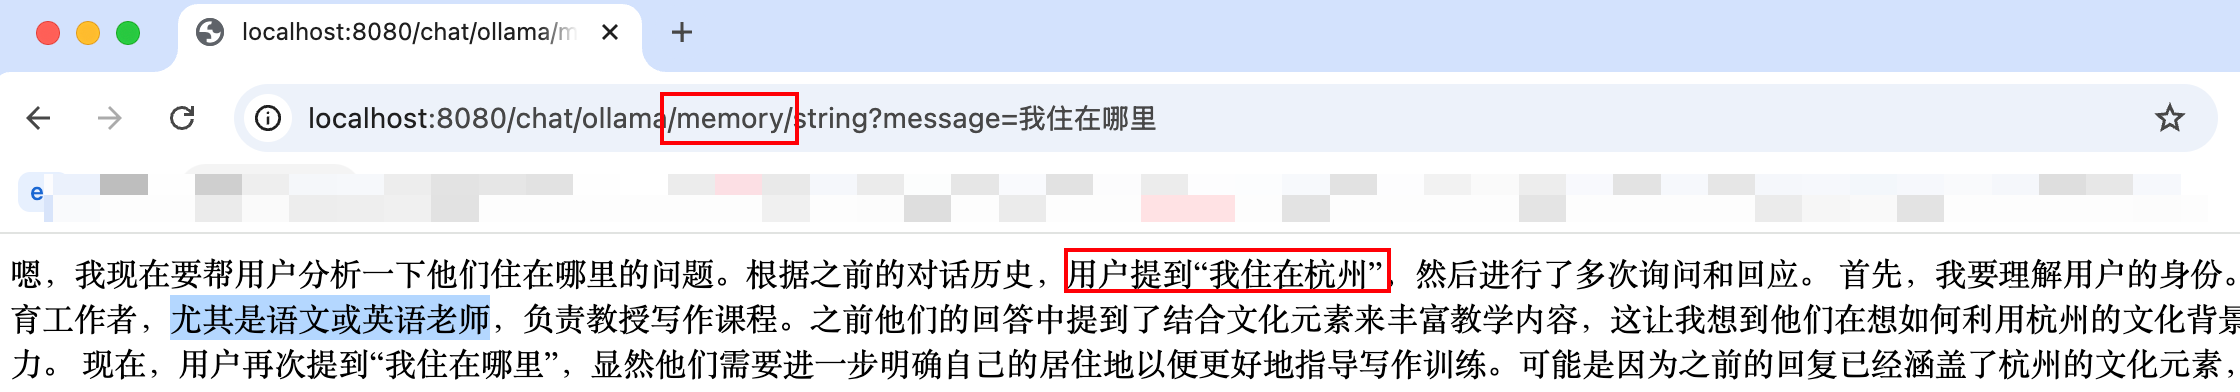 localhost:8080/chat/ollama/m
localhost:8080/chat/ollama/memory/string?message=我住在哪里
e
嗯，我现在要帮用户分析一下他们住在哪里的问题。根据之前的对话历史，用户提到“我住在杭州”，然后进行了多次询问和回应。 首先，我要理解用户的身份。
育工作者，尤其是语文或英语老师，负责教授写作课程。之前他们的回答中提到了结合文化元素来丰富教学内容，这让我想到他们在想如何利用杭州的文化背景
力。 现在，用户再次提到“我住在哪里”，显然他们需要进一步明确自己的居住地以便更好地指导写作训练。可能是因为之前的回复已经涵盖了杭州的文化元素，